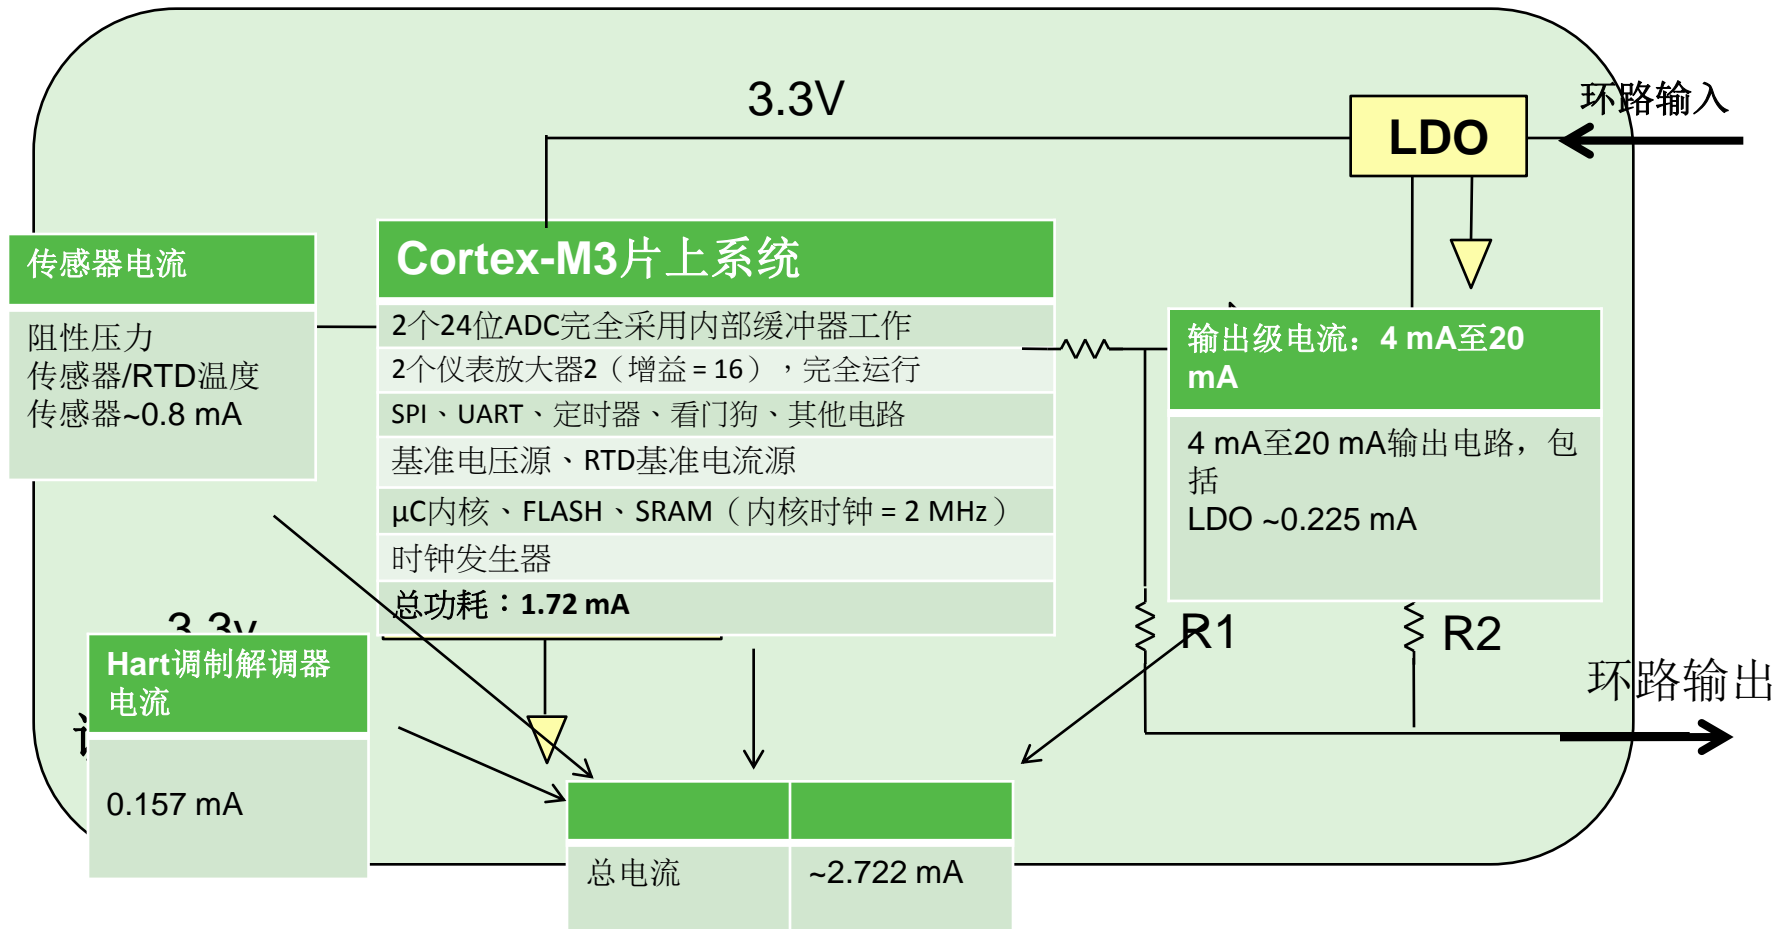 3.3V
环路输入
LDO
传感器电流
阻性压力
传感器/RTD温度
传感器~0.8 mA
Cortex-M3片上系统
2个24位ADC完全采用内部缓冲器工作
2个仪表放大器2（增益 = 16），完全运行
SPI、UART、定时器、看门狗、其他电路
基准电压源、RTD基准电流源
µC内核、FLASH、SRAM（内核时钟 = 2 MHz）
时钟发生器
总功耗：1.72 mA
输出级电流：4 mA至20
mA
4 mA至20 mA输出电路，包
括
LDO ~0.225 mA
R1
R2
环路输出
3.3v
Hart调制解调器
电流
0.157 mA
总电流
~2.722 mA